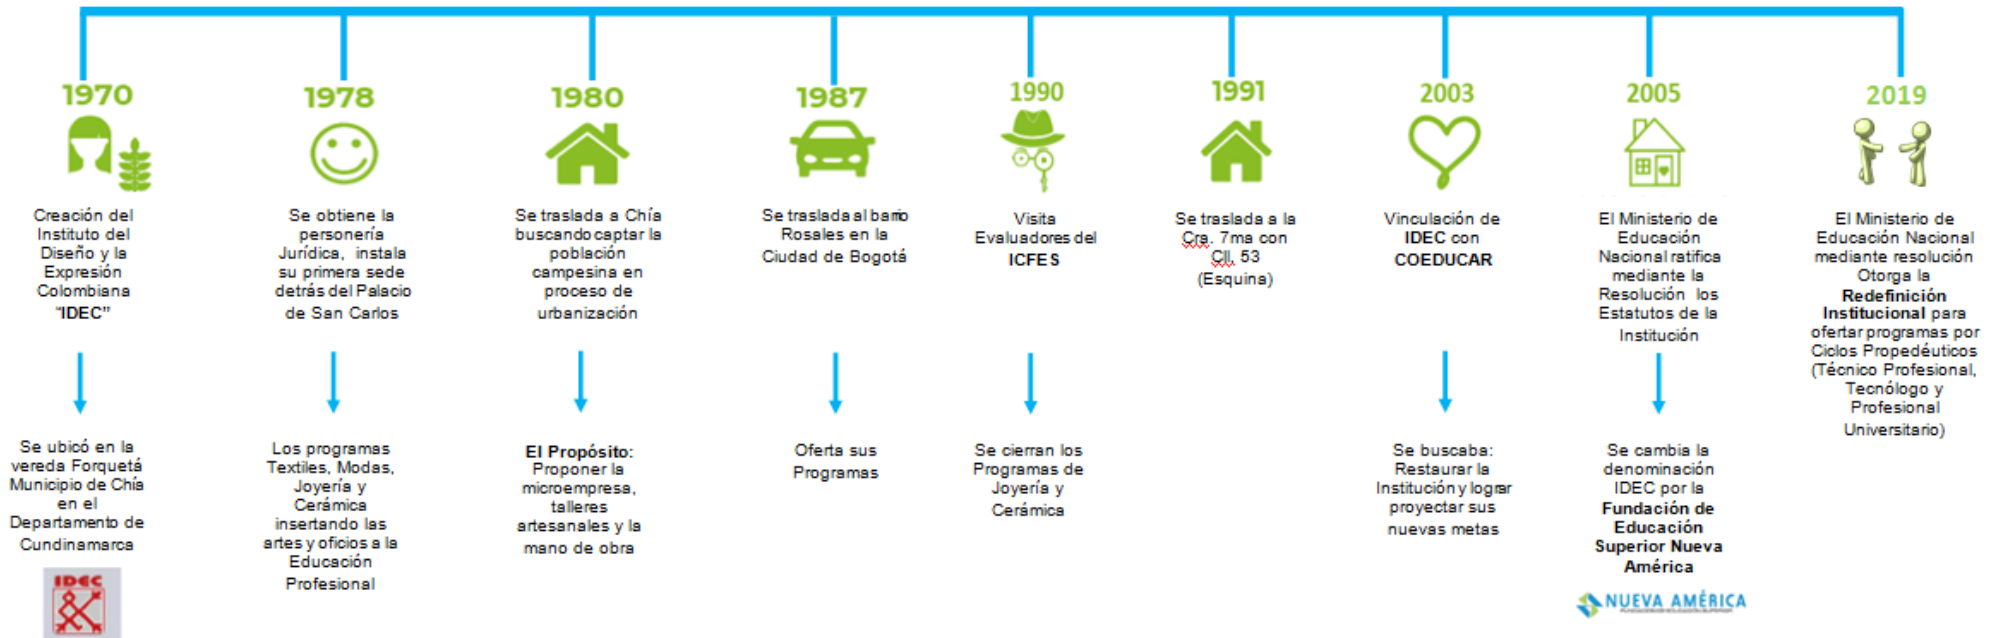 1970
Creación del
Instituto del
Diseño y la
Expresión
Colombiana
"IDEC"
Se ubicó en la
vereda Forquetá
Municipio de Chía
en el
Departamento de
Cundinamarca
IDEC
1978
Se obtiene la
personería
Jurídica, instala
su primera sede
detrás del Palacio
de San Carlos
Los programas
Textiles, Modas,
Joyería y
Cerámica
insertando las
artes y oficios a la
Educación
Profesional
1980
Se traslada a Chía
buscando captar la
población
campesina en
proceso de
urbanización
El Propósito:
Proponer la
microempresa,
talleres
artesanales y la
mano de obra
1987
Se traslada al barrio
Rosales en la
Ciudad de Bogotá
Oferta sus
Programas
1990
Visita
Evaluadores del
ICFES
Se cierran los
Programas de
Joyería y
Cerámica
1991
Se traslada a la
Cra. 7ma con
Cll. 53
(Esquina)
2003
Vinculación de
IDEC con
COEDUCAR
Se buscaba:
Restaurar la
Institución y lograr
proyectar sus
nuevas metas
2005
El Ministerio de
Educación
Nacional ratifica
mediante la
Resolución los
Estatutos de la
Institución
Se cambia la
denominación
IDEC por la
Fundación de
Educación
Superior Nueva
América
NUEVA AMÉRICA
2019
El Ministerio de
Educación Nacional
mediante resolución
Otorga la
Redefinición
Institucional para
ofertar programas por
Ciclos Propedéuticos
(Técnico Profesional,
Tecnólogo y
Profesional
Universitario)